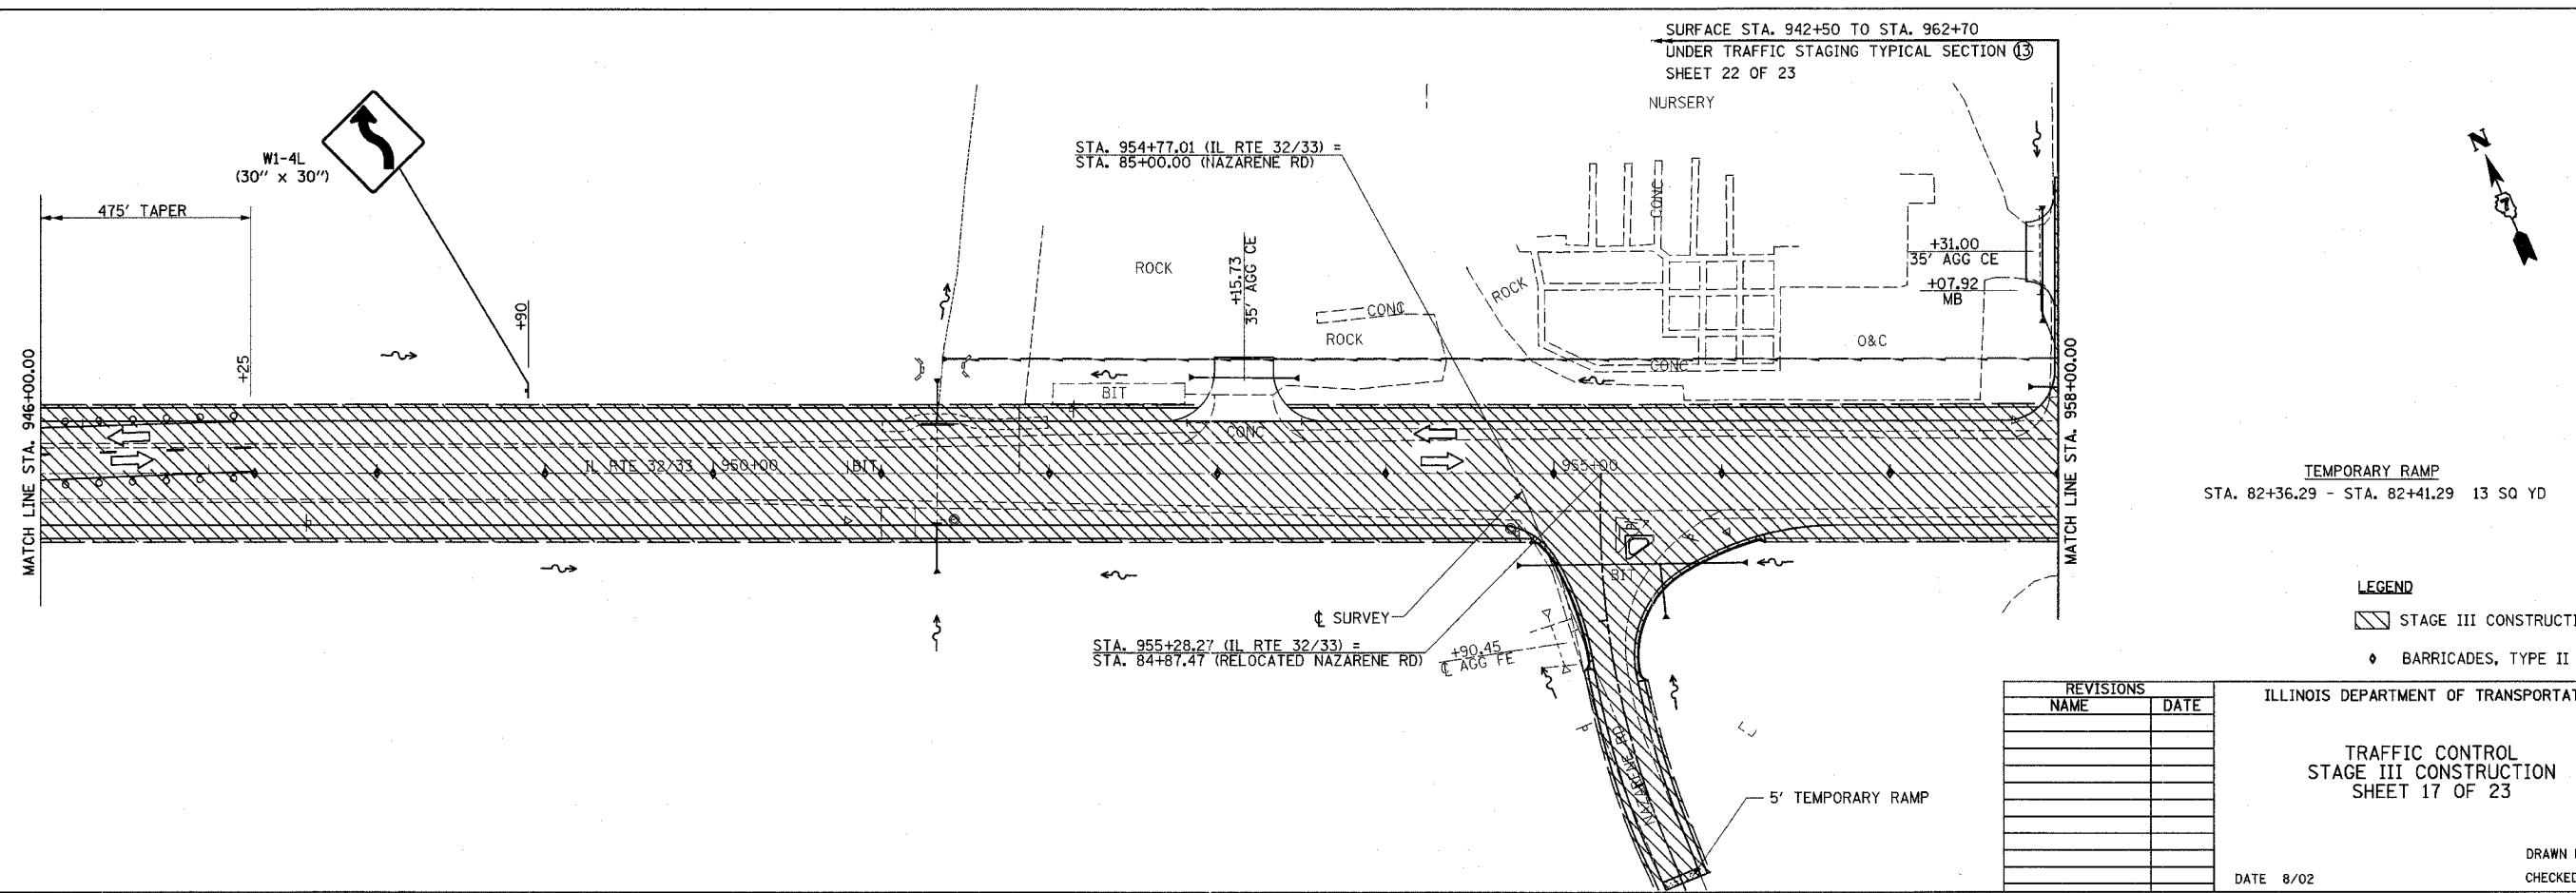 SURFACE STA. 942+50 TO STA. 962+70
UNDER TRAFFIC STAGING TYPICAL SECTION 13
SHEET 22 OF 23
NURSERY
W1-4L
(30" x 30")
475' TAPER
+25
+90
STA. 954+77.01 (IL RTE 32/33) =
STA. 85+00.00 (NAZARENE RD)
ROCK
+15.73
35' AGG CE
CONC
ROCK
ROCK
CONC
CONC
O&C
+31.00
35' AGG CE
+07.92
MB
N
BIT
CONC
MATCH LINE STA. 946+00.00
IL RTE 32/33
950+00
BIT
955+00
MATCH LINE STA. 958+00.00
BIT
℄ SURVEY
STA. 955+28.27 (IL RTE 32/33) =
STA. 84+87.47 (RELOCATED NAZARENE RD)
+90.45
℄ AGG FE
NAZARENE RD
5' TEMPORARY RAMP
TEMPORARY RAMP
STA. 82+36.29 - STA. 82+41.29 13 SQ YD
LEGEND
STAGE III CONSTRUCTI
BARRICADES, TYPE II
REVISIONS
NAME DATE
ILLINOIS DEPARTMENT OF TRANSPORTAT
TRAFFIC CONTROL
STAGE III CONSTRUCTION
SHEET 17 OF 23
DRAWN
DATE 8/02
CHECKED